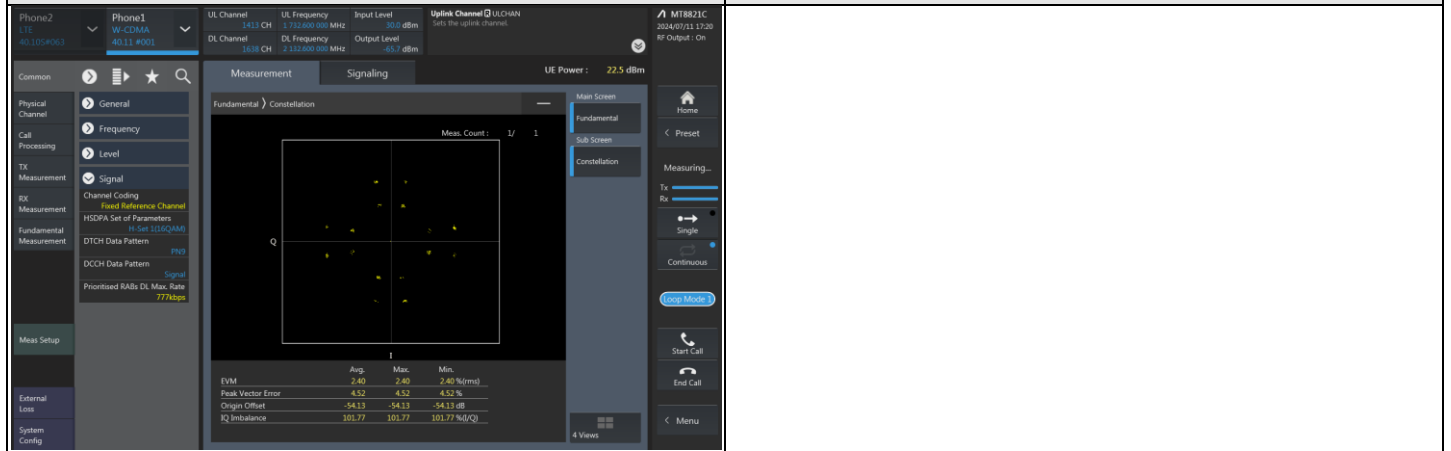 Phone2
LTE
40.10S#063
Phone1
W-CDMA
40.11 #001
UL Channel
1413 CH
UL Frequency
1 732.600 000 MHz
Input Level
30.0 dBm
DL Channel
1638 CH
DL Frequency
2 132.600 000 MHz
Output Level
-65.7 dBm
Uplink Channel ULCHAN
Sets the uplink channel.
MT8821C
2024/07/11 17:20
RF Output : On
Common
Physical
Channel
Call
Processing
TX
Measurement
RX
Measurement
Fundamental
Measurement
Meas Setup
External
Loss
System
Config
General
Frequency
Level
Signal
Channel Coding
Fixed Reference Channel
HSDPA Set of Parameters
H-Set 1(16QAM)
DTCH Data Pattern
PN9
DCCH Data Pattern
Signal
Prioritised RABs DL Max. Rate
777kbps
Measurement
Signaling
UE Power : 22.5 dBm
Fundamental 〉 Constellation
Meas. Count : 1/ 1
Q
I
Avg. Max. Min.
EVM 2.40 2.40 2.40 %(rms)
Peak Vector Error 4.52 4.52 4.52 %
Origin Offset -54.13 -54.13 -54.13 dB
IQ Imbalance 101.77 101.77 101.77 %(I/Q)
Main Screen
Fundamental
Sub Screen
Constellation
4 Views
Home
Preset
Measuring...
Tx
Rx
Single
Continuous
Loop Mode 1
Start Call
End Call
Menu